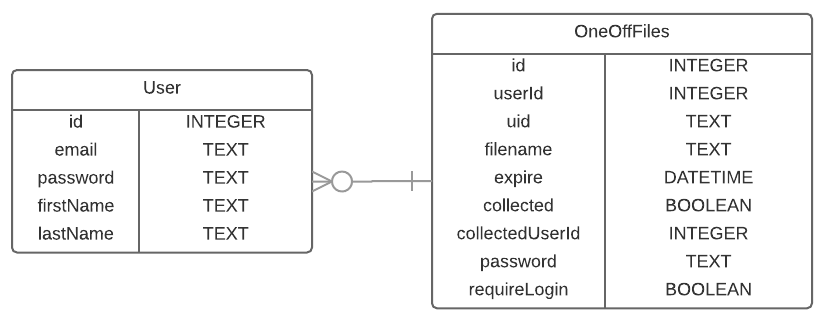 User
id INTEGER
email TEXT
password TEXT
firstName TEXT
lastName TEXT
OneOffFiles
id INTEGER
userId INTEGER
uid TEXT
filename TEXT
expire DATETIME
collected BOOLEAN
collectedUserId INTEGER
password TEXT
requireLogin BOOLEAN